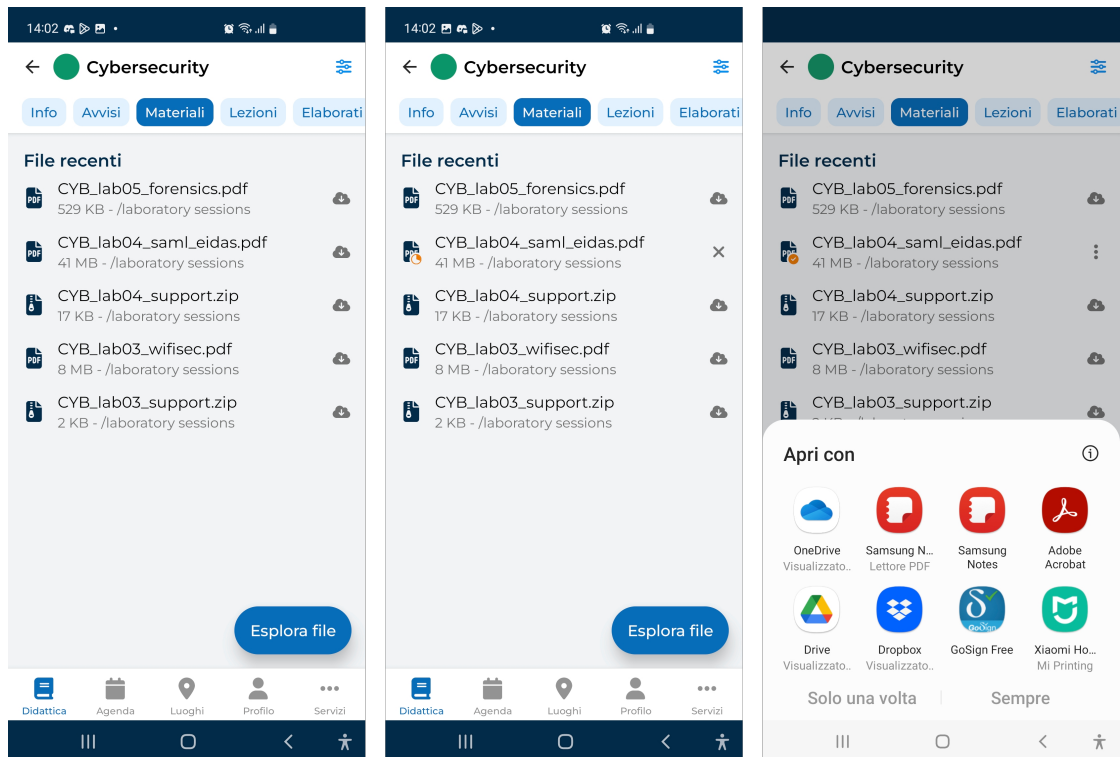 14:02
Cybersecurity
Info Avvisi Materiali Lezioni Elaborati
File recenti
CYB_lab05_forensics.pdf
529 KB - /laboratory sessions
CYB_lab04_saml_eidas.pdf
41 MB - /laboratory sessions
CYB_lab04_support.zip
17 KB - /laboratory sessions
CYB_lab03_wifisec.pdf
8 MB - /laboratory sessions
CYB_lab03_support.zip
2 KB - /laboratory sessions
Esplora file
Didattica Agenda Luoghi Profilo Servizi
14:02
Cybersecurity
Info Avvisi Materiali Lezioni Elaborati
File recenti
CYB_lab05_forensics.pdf
529 KB - /laboratory sessions
CYB_lab04_saml_eidas.pdf
41 MB - /laboratory sessions
CYB_lab04_support.zip
17 KB - /laboratory sessions
CYB_lab03_wifisec.pdf
8 MB - /laboratory sessions
CYB_lab03_support.zip
2 KB - /laboratory sessions
Esplora file
Didattica Agenda Luoghi Profilo Servizi
Cybersecurity
Info Avvisi Materiali Lezioni Elaborati
File recenti
CYB_lab05_forensics.pdf
529 KB - /laboratory sessions
CYB_lab04_saml_eidas.pdf
41 MB - /laboratory sessions
CYB_lab04_support.zip
17 KB - /laboratory sessions
CYB_lab03_wifisec.pdf
8 MB - /laboratory sessions
CYB_lab03_support.zip
Apri con
OneDrive Samsung N... Samsung Notes Adobe Acrobat
Visualizzato.. Lettore PDF
Drive Dropbox GoSign Free Xiaomi Ho...
Visualizzato.. Visualizzato.. Mi Printing
Solo una volta Sempre